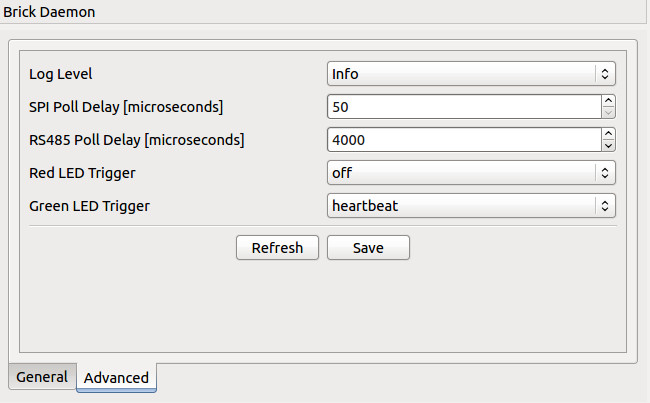 Brick Daemon
Log Level Info
SPI Poll Delay [microseconds] 50
RS485 Poll Delay [microseconds] 4000
Red LED Trigger off
Green LED Trigger heartbeat
Refresh Save
General Advanced